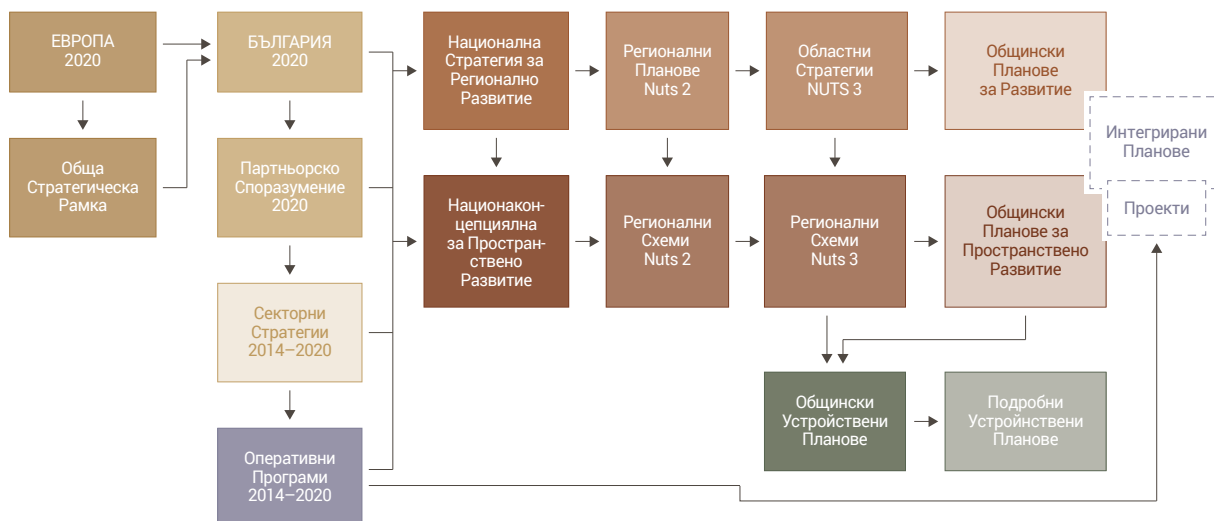 ЕВРОПА
2020
БЪЛГАРИЯ
2020
Национална
Стратегия за
Регионално
Развитие
Регионални
Планове
Nuts 2
Областни
Стратегии
NUTS 3
Общински
Планове
за Развитие
Интегрирани
Планове
Проекти
Обща
Стратегическа
Рамка
Партньорско
Споразумение
2020
Национакон-
цепциялна
за Простран-
ствено
Развитие
Регионални
Схеми
Nuts 2
Регионални
Схеми
Nuts 3
Общински
Планове за
Пространствено
Развитие
Секторни
Стратегии
2014–2020
Общински
Устройствени
Планове
Подробни
Устройнствени
Планове
Оперативни
Програми
2014–2020